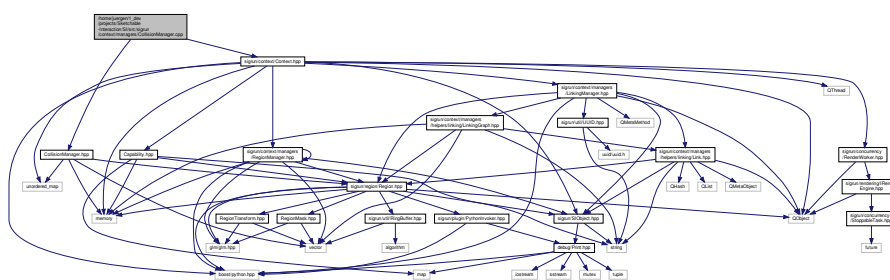 /home/juergen/1_dev
/projects/Sketchable
-Interaction/SI/src/sigrun
/context/managers/CollisionManager.cpp
sigrun/context/Context.hpp
sigrun/context/managers
/LinkingManager.hpp
QThread
sigrun/context/managers
/helpers/linking/LinkingGraph.hpp
sigrun/util/UUID.hpp
QMetaMethod
CollisionManager.hpp
Capability.hpp
sigrun/context/managers
/RegionManager.hpp
uuid/uuid.h
sigrun/context/managers
/helpers/linking/Link.hpp
sigrun/concurrency
/RenderWorker.hpp
unordered_map
sigrun/region/Region.hpp
QHash
QList
QMetaObject
sigrun/rendering/IRender
Engine.hpp
memory
RegionTransform.hpp
RegionMask.hpp
sigrun/util/RingBuffer.hpp
sigrun/plugin/PythonInvoker.hpp
sigrun/SIObject.hpp
QObject
sigrun/concurrency
/StoppableTask.hpp
glm/glm.hpp
vector
algorithm
debug/Print.hpp
string
future
boost/python.hpp
map
iostream
sstream
mutex
tuple